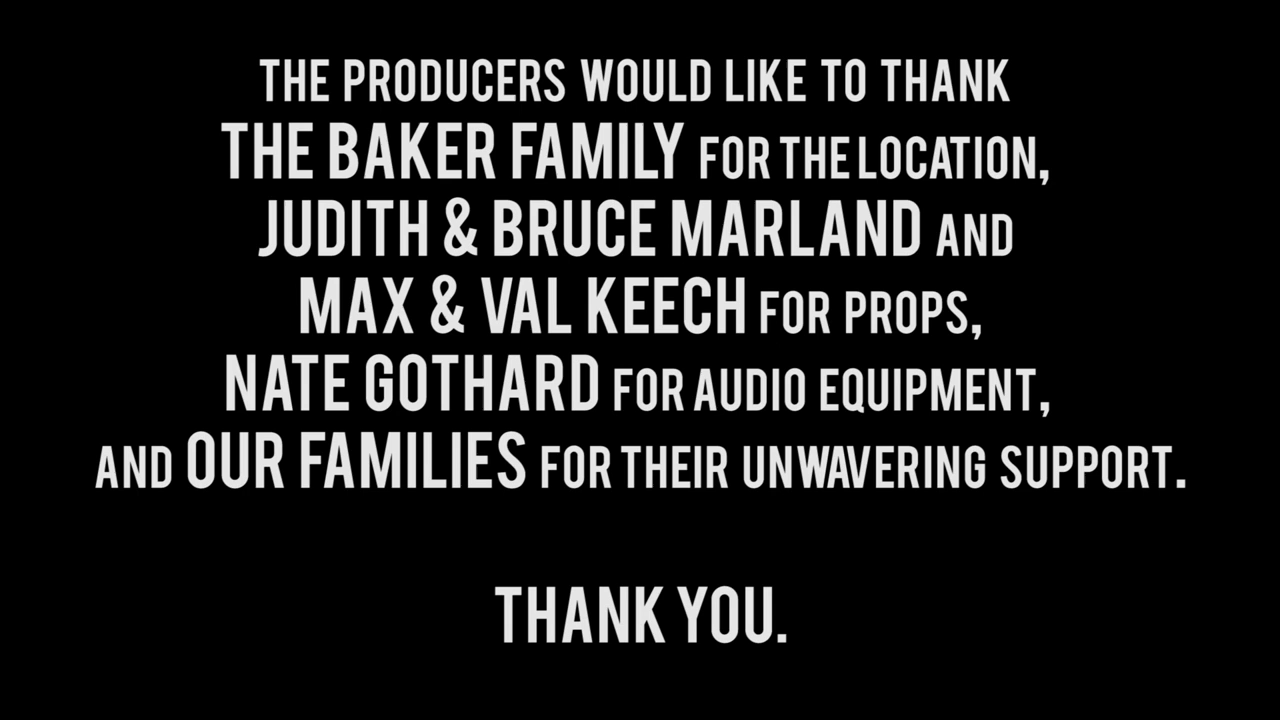 THE PRODUCERS WOULD LIKE TO THANK
THE BAKER FAMILY FOR THE LOCATION,
JUDITH & BRUCE MARLAND AND
MAX & VAL KEECH FOR PROPS,
NATE GOTHARD FOR AUDIO EQUIPMENT,
AND OUR FAMILIES FOR THEIR UNWAVERING SUPPORT.
THANK YOU.